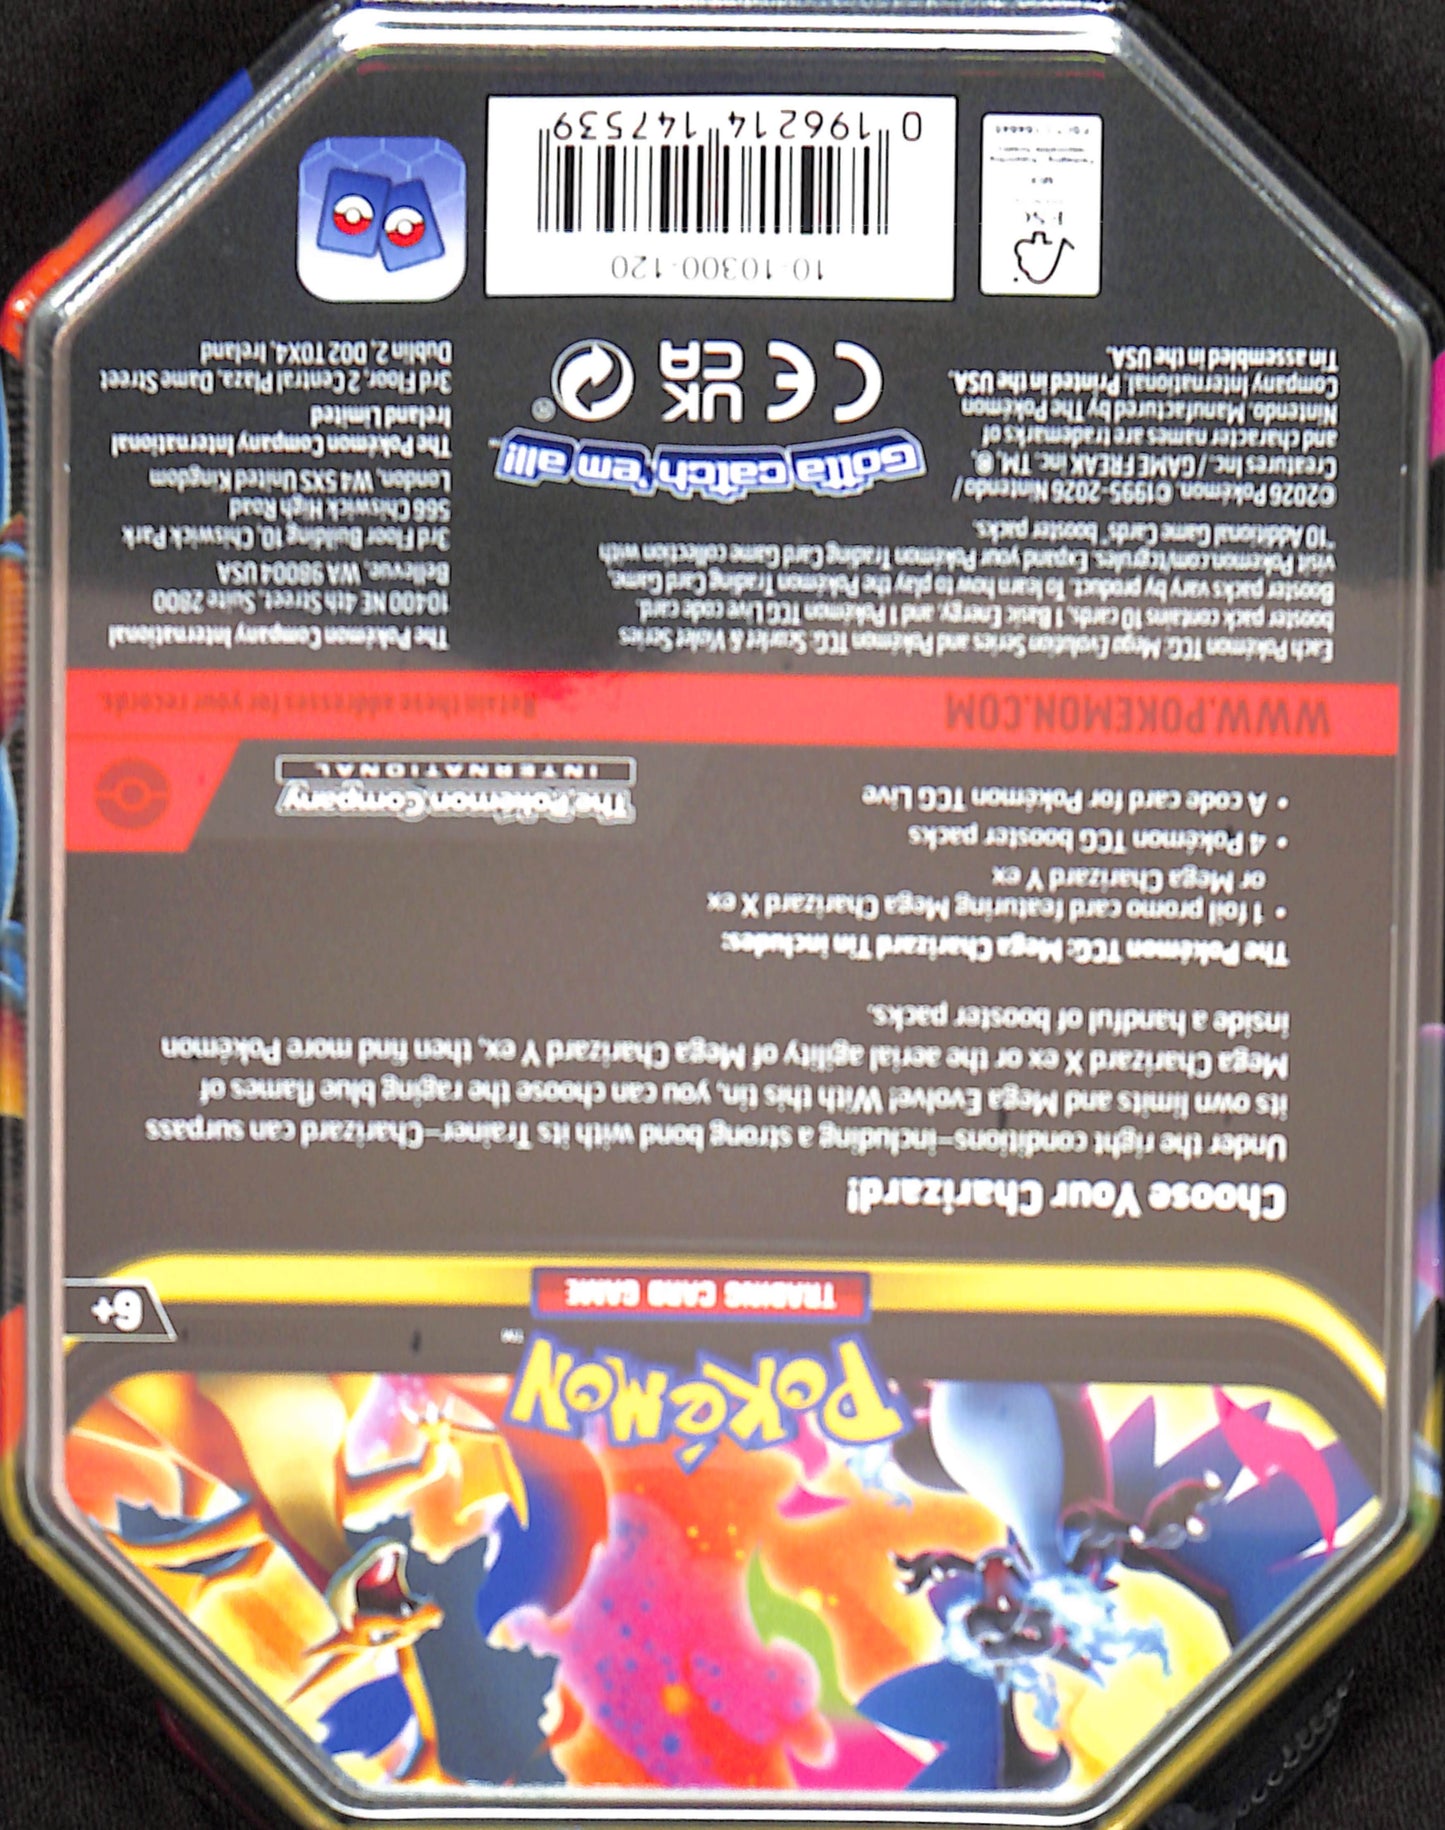 POKéMON
TM
TRADING CARD GAME
6+
Choose Your Charizard!
Under the right conditions—including a strong bond with its Trainer—Charizard can surpass
its own limits and Mega Evolve! With this tin, you can choose the raging blue flames of
Mega Charizard X ex or the aerial agility of Mega Charizard Y ex, then find more Pokémon
inside a handful of booster packs.
The Pokémon TCG: Mega Charizard Tin includes:
• 1 foil promo card featuring Mega Charizard X ex
or Mega Charizard Y ex
• 4 Pokémon TCG booster packs
• A code card for Pokémon TCG Live
The Pokémon Company
INTERNATIONAL
WWW.POKEMON.COM
Retain these addresses for your records.
Each Pokémon TCG: Mega Evolution Series and Pokémon TCG: Scarlet & Violet Series
booster pack contains 10 cards, 1 Basic Energy, and 1 Pokémon TCG Live code card.
Booster packs vary by product. To learn how to play the Pokémon Trading Card Game,
visit Pokemon.com/tcgrules. Expand your Pokémon Trading Card Game collection with
"10 Additional Game Cards" booster packs.
©2026 Pokémon. ©1995–2026 Nintendo /
Creatures Inc. / GAME FREAK inc. TM, ®,
and character names are trademarks of
Nintendo. Manufactured by The Pokémon
Company International. Printed in the USA.
Tin assembled in the USA.
Gotta catch 'em all!
CE UK CA
®
The Pokémon Company International
10400 NE 4th Street, Suite 2800
Bellevue, WA 98004 USA
3rd Floor Building 10, Chiswick Park
566 Chiswick High Road
London, W4 5XS United Kingdom
The Pokémon Company International
Ireland Limited
3rd Floor, 2 Central Plaza, Dame Street
Dublin 2, D02 T0X4, Ireland
FSC
MIX
10-10300-120
0 196214 147539